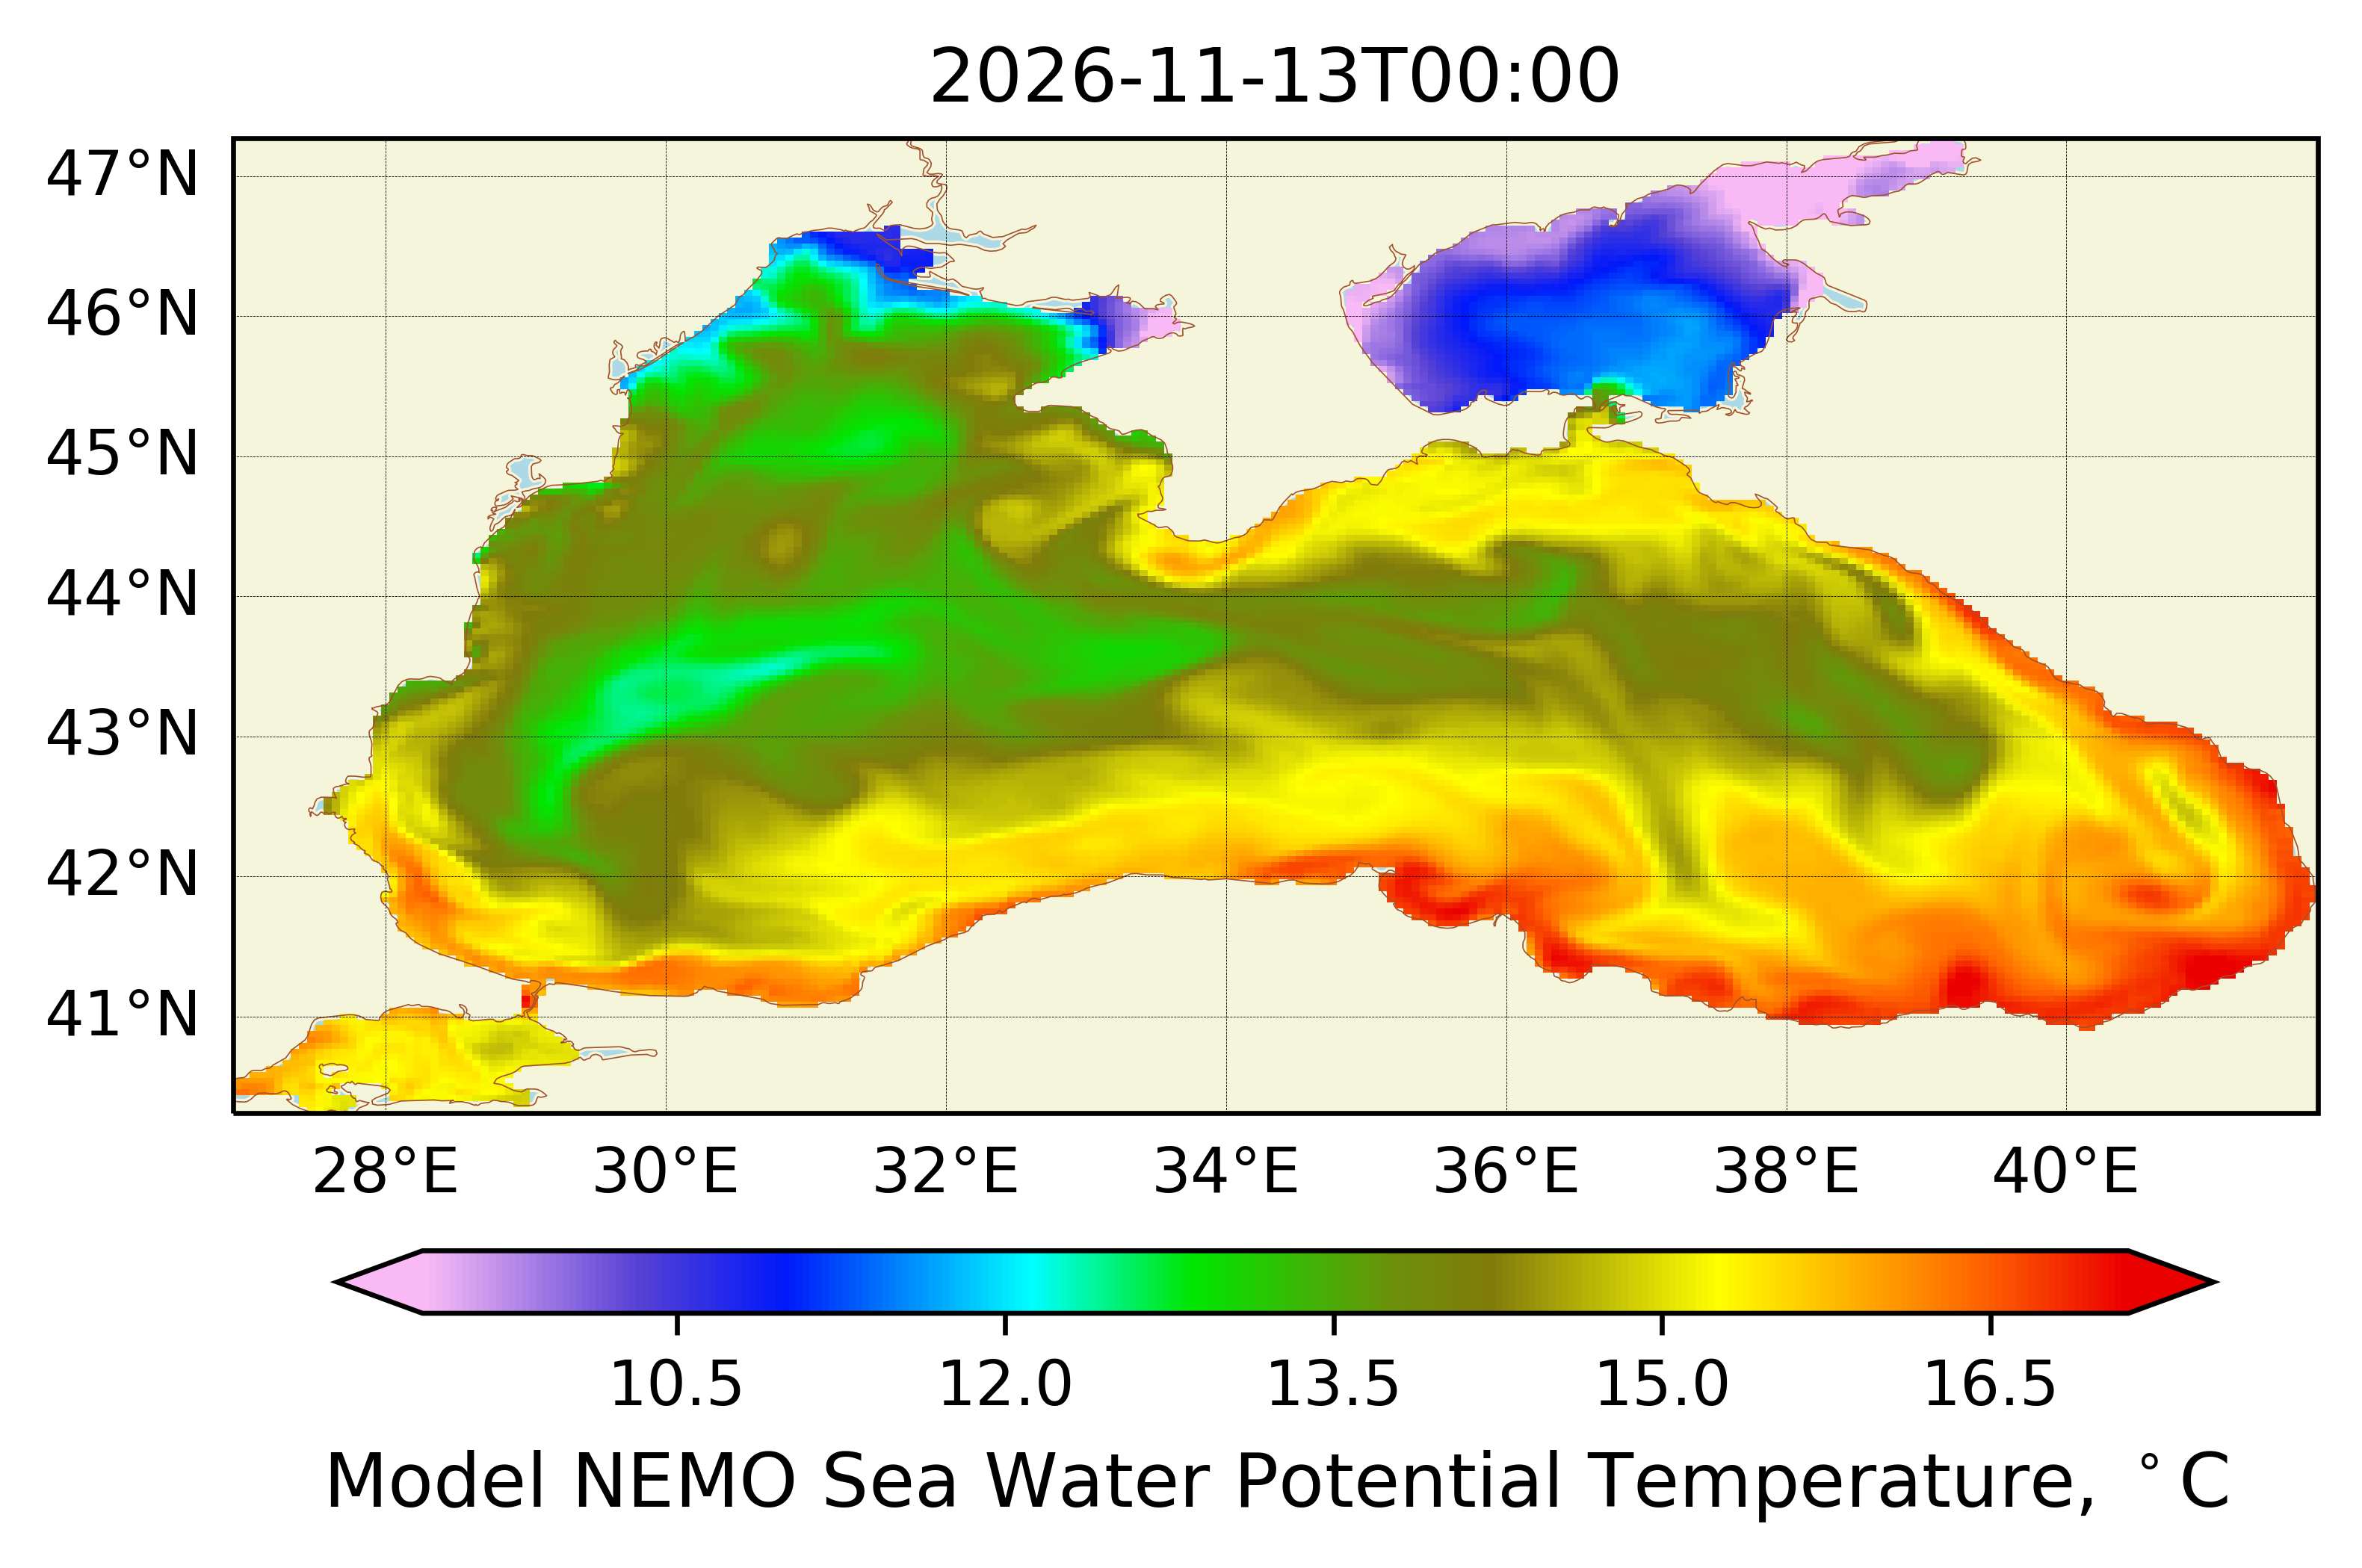 2026-11-13T00:00
47°N
46°N
45°N
44°N
43°N
42°N
41°N
28°E 30°E 32°E 34°E 36°E 38°E 40°E
10.5 12.0 13.5 15.0 16.5
Model NEMO Sea Water Potential Temperature, °C